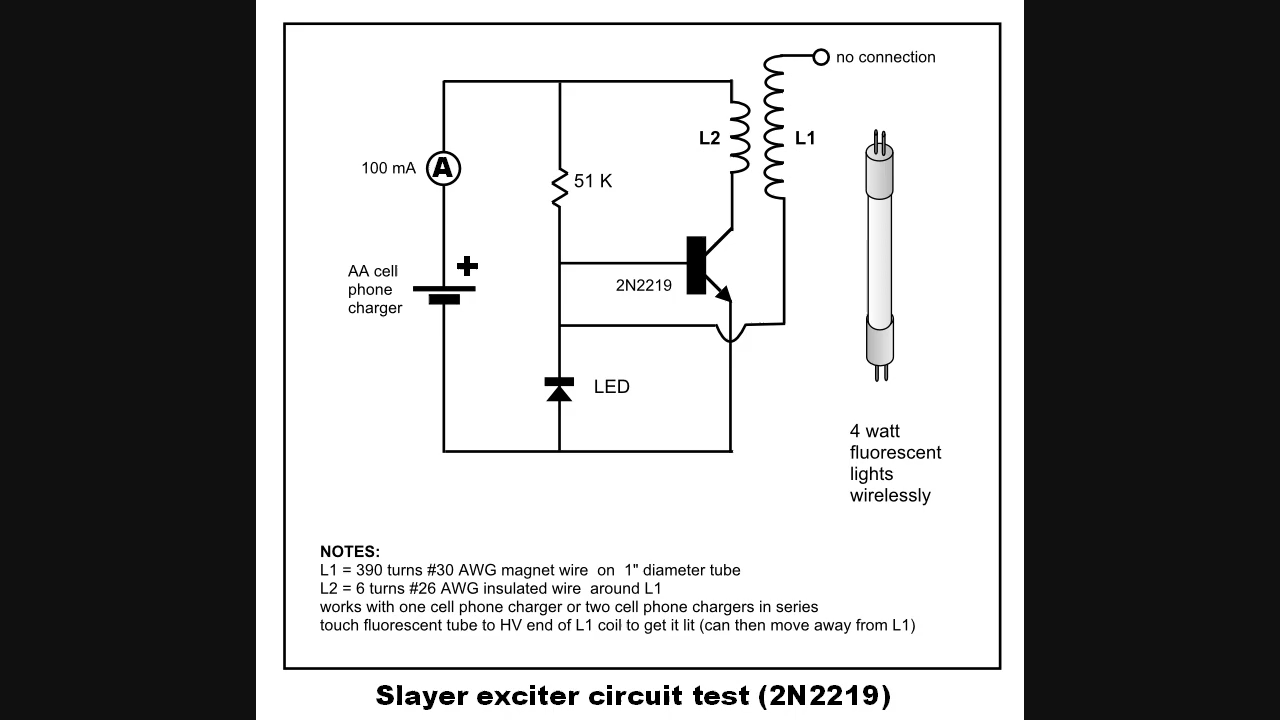 no connection
L2
L1
100 mA
A
51 K
AA cell
phone
charger
+
2N2219
LED
4 watt
fluorescent
lights
wirelessly
NOTES:
L1 = 390 turns #30 AWG magnet wire on 1" diameter tube
L2 = 6 turns #26 AWG insulated wire around L1
works with one cell phone charger or two cell phone chargers in series
touch fluorescent tube to HV end of L1 coil to get it lit (can then move away from L1)
Slayer exciter circuit test (2N2219)